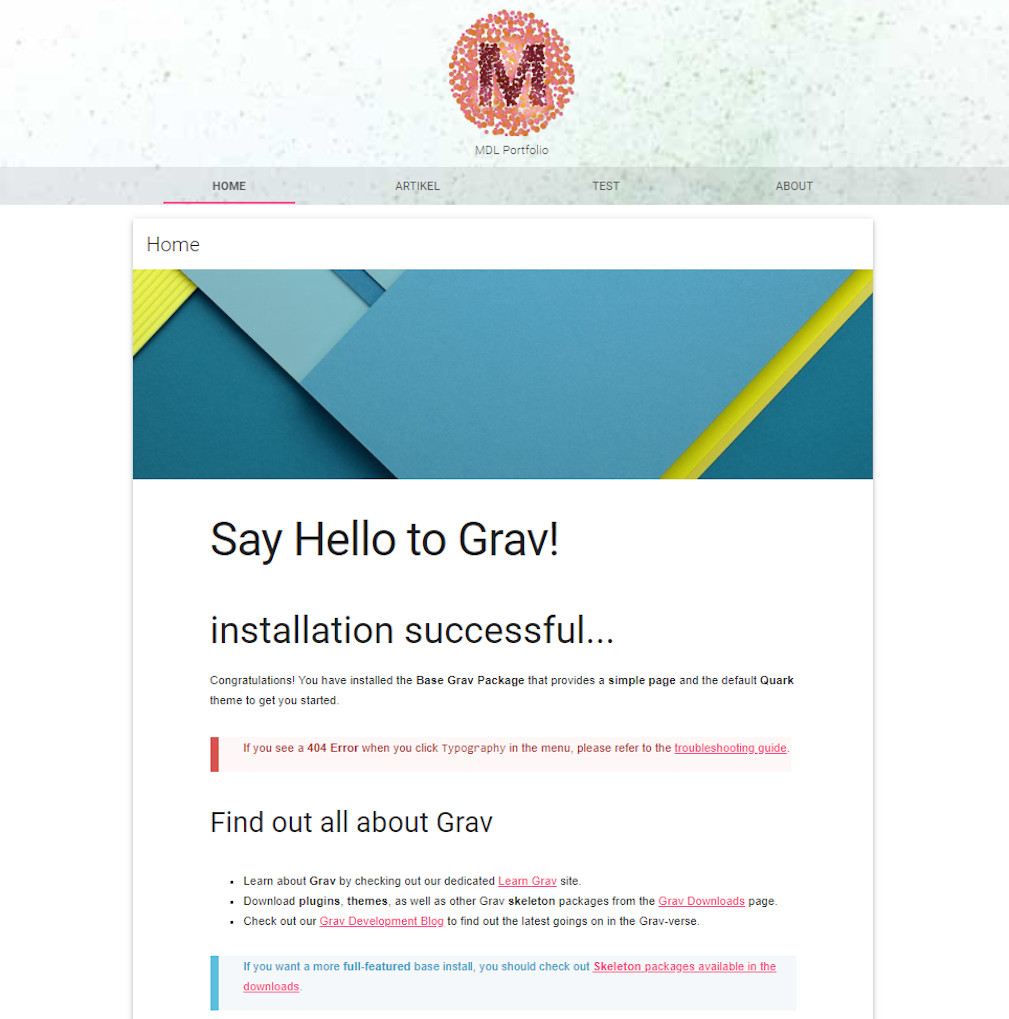 M
MDL Portfolio
HOME ARTIKEL TEST ABOUT
Home
Say Hello to Grav!
installation successful...
Congratulations! You have installed the Base Grav Package that provides a simple page and the default Quark
theme to get you started.
If you see a 404 Error when you click Typography in the menu, please refer to the troubleshooting guide.
Find out all about Grav
• Learn about Grav by checking out our dedicated Learn Grav site.
• Download plugins, themes, as well as other Grav skeleton packages from the Grav Downloads page.
• Check out our Grav Development Blog to find out the latest goings on in the Grav-verse.
If you want a more full-featured base install, you should check out Skeleton packages available in the
downloads.